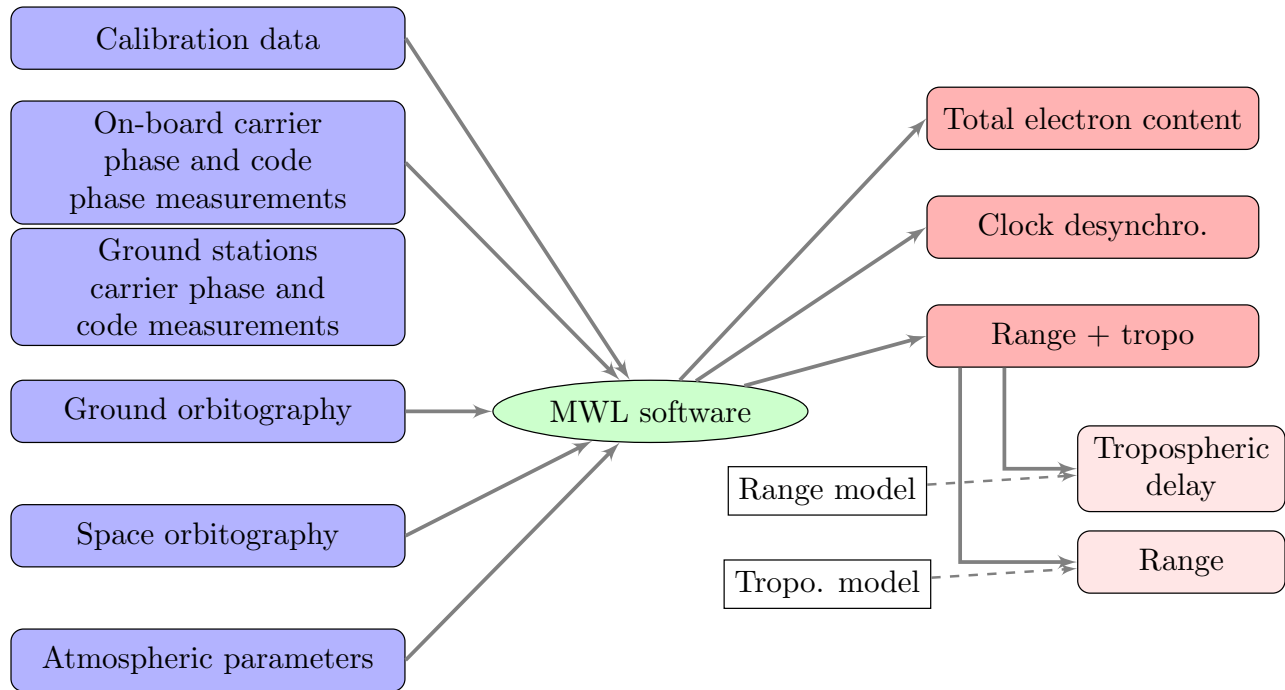 Calibration data
On-board carrier
phase and code
phase measurements
Ground stations
carrier phase and
code measurements
Ground orbitography
Space orbitography
Atmospheric parameters
MWL software
Total electron content
Clock desynchro.
Range + tropo
Tropospheric
delay
Range model
Range
Tropo. model